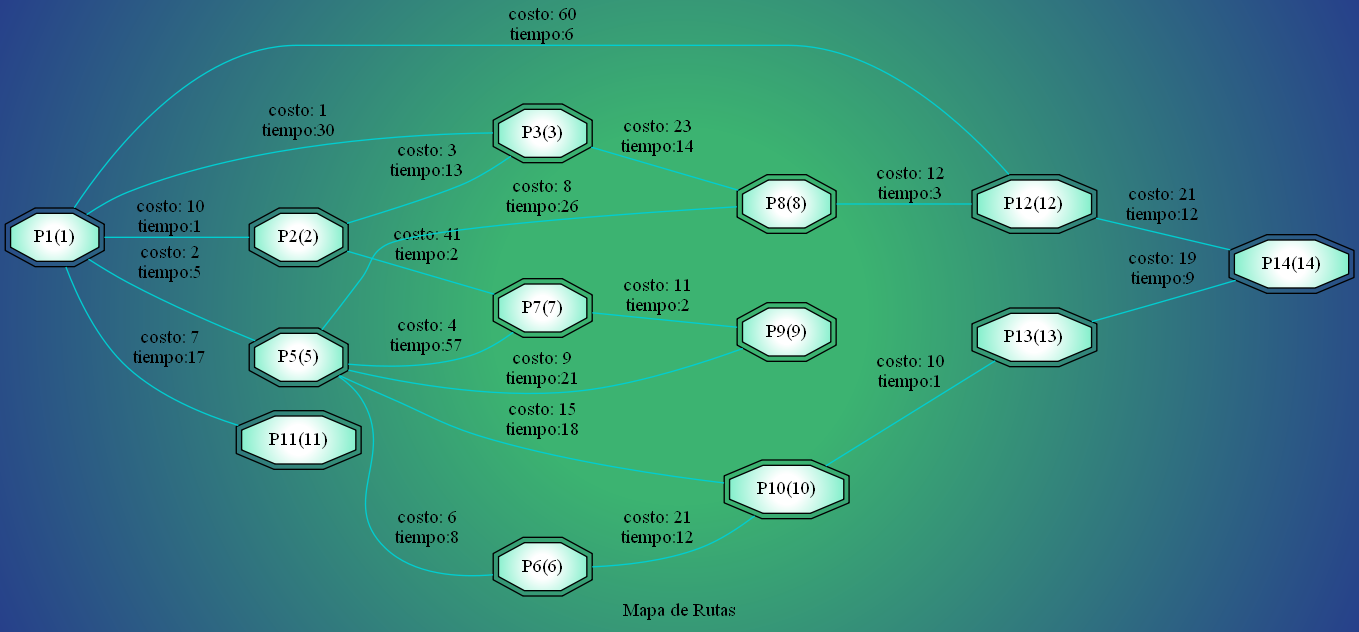 costo: 60
tiempo:6
costo: 1
tiempo:30
P3(3)
costo: 23
tiempo:14
costo: 3
tiempo:13
costo: 8
tiempo:26
costo: 12
tiempo:3
P8(8)
P12(12)
costo: 21
tiempo:12
costo: 10
tiempo:1
P1(1)
P2(2)
costo: 41
tiempo:2
costo: 2
tiempo:5
P14(14)
costo: 19
tiempo:9
P7(7)
costo: 11
tiempo:2
P9(9)
P13(13)
costo: 4
tiempo:57
costo: 7
tiempo:17
P5(5)
costo: 9
tiempo:21
costo: 10
tiempo:1
costo: 15
tiempo:18
P11(11)
P10(10)
costo: 6
tiempo:8
costo: 21
tiempo:12
P6(6)
Mapa de Rutas